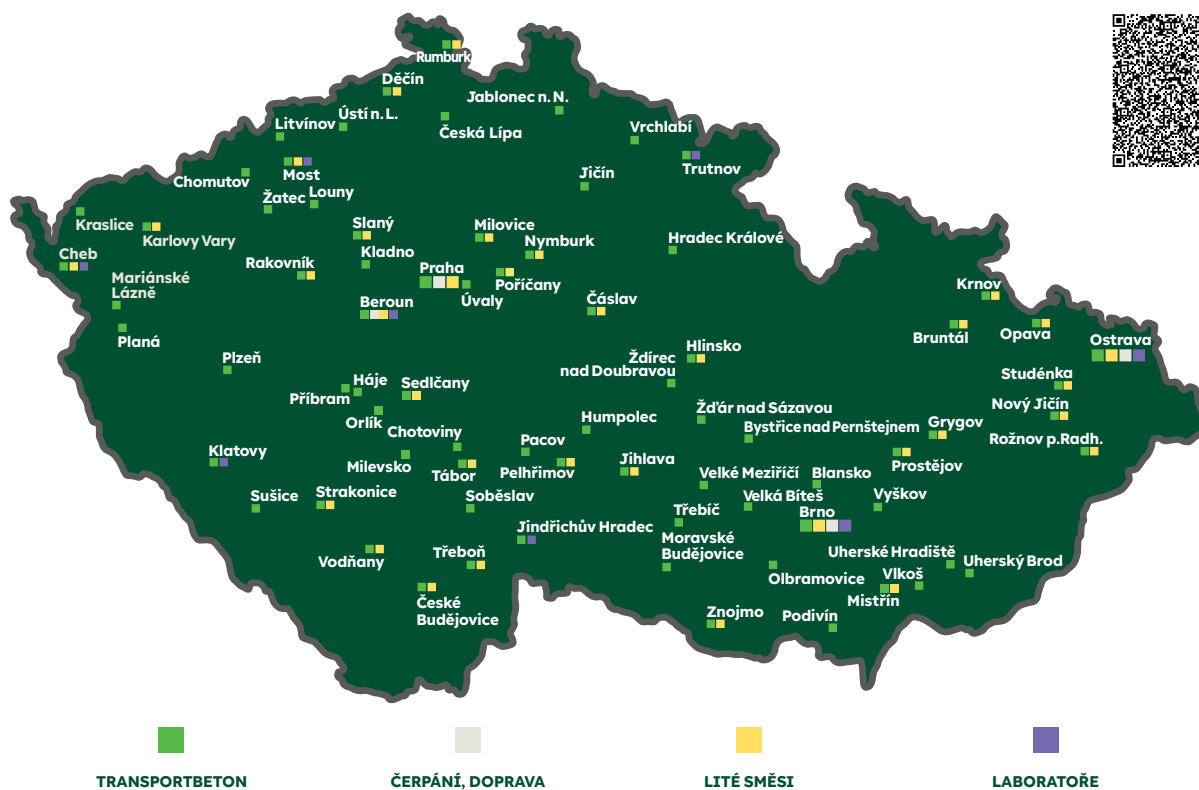 Rumburk
Děčín
Jablonec n. N.
Ústí n. L.
Litvínov
Česká Lípa
Vrchlabí
Most
Trutnov
Chomutov
Jičín
Žatec
Louny
Kraslice
Slaný
Milovice
Karlovy Vary
Nymburk
Hradec Králové
Cheb
Kladno
Rakovník
Praha
Mariánské
Lázně
Poříčany
Krnov
Úvaly
Beroun
Čáslav
Planá
Bruntál
Opava
Ostrava
Hlinsko
Plzeň
Ždírec
nad Doubravou
Studénka
Háje
Sedlčany
Příbram
Nový Jičín
Žďár nad Sázavou
Orlík
Humpolec
Grygov
Bystřice nad Pernštejnem
Chotoviny
Pacov
Rožnov p.Radh.
Klatovy
Jihlava
Milevsko
Prostějov
Tábor
Pelhřimov
Velké Meziříčí
Blansko
Strakonice
Sušice
Soběslav
Velká Bíteš
Vyškov
Třebíč
Brno
Jindřichův Hradec
Moravské
Budějovice
Uherské Hradiště
Třeboň
Vodňany
Uherský Brod
Vlkoš
Olbramovice
Mistřín
České
Budějovice
Znojmo
Podivín
TRANSPORTBETON
ČERPÁNÍ, DOPRAVA
LITÉ SMĚSI
LABORATOŘE